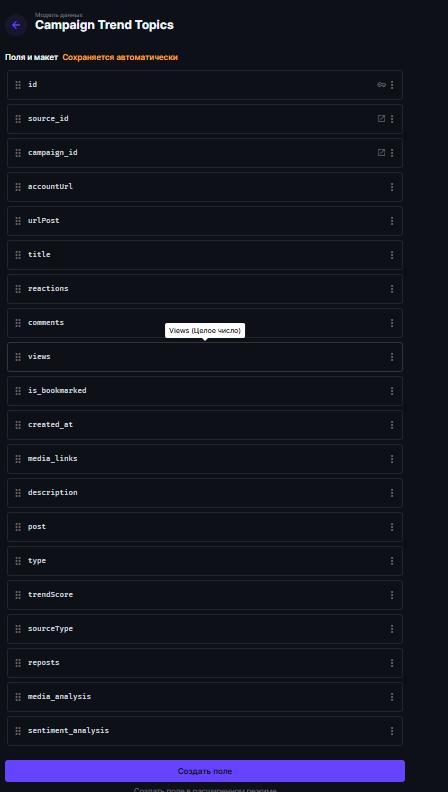 Модель данных
Campaign Trend Topics
Поля и макет Сохраняется автоматически
id
source_id
campaign_id
accountUrl
urlPost
title
reactions
comments
Views (Целое число)
views
is_bookmarked
created_at
media_links
description
post
type
trendScore
sourceType
reposts
media_analysis
sentiment_analysis
Создать поле
Создать поле в расширенном режиме